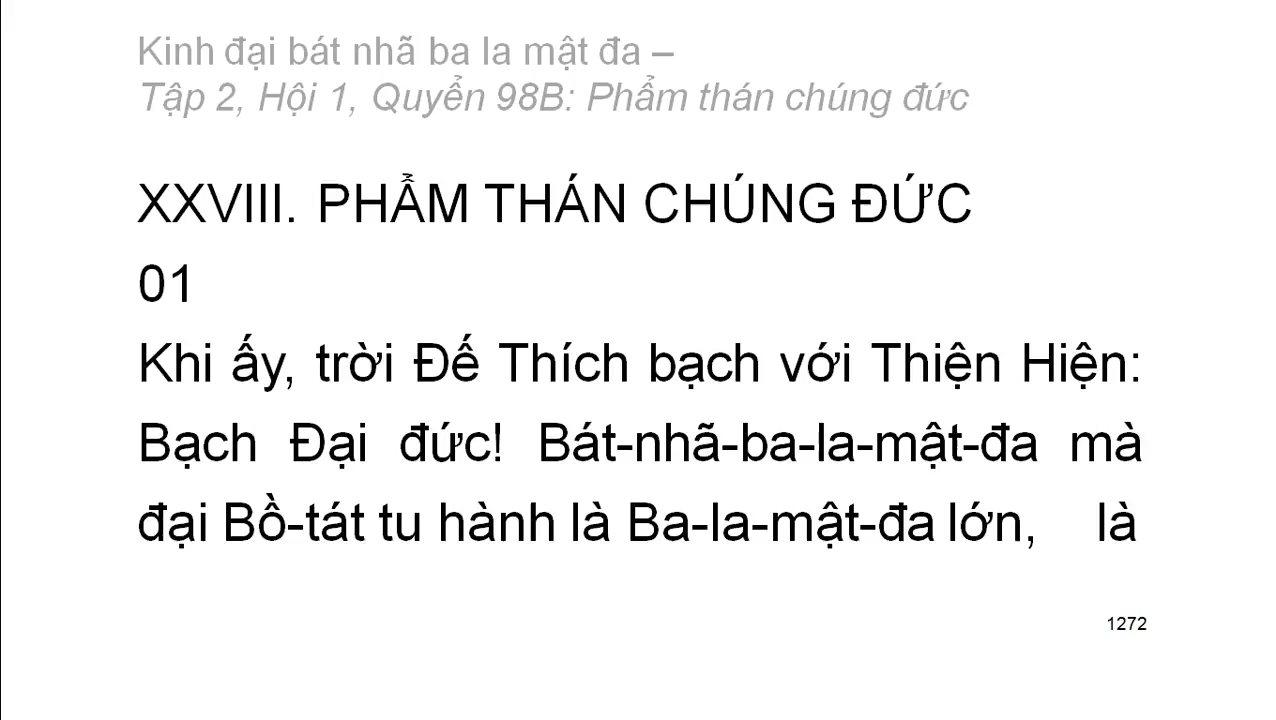 Kinh đại bát nhã ba la mật đa –
Tập 2, Hội 1, Quyển 98B: Phẩm thán chúng đức
XXVIII. PHẨM THÁN CHÚNG ĐỨC
01
Khi ấy, trời Đế Thích bạch với Thiện Hiện:
Bạch Đại đức! Bát-nhã-ba-la-mật-đa mà
đại Bồ-tát tu hành là Ba-la-mật-đa lớn, là
1272